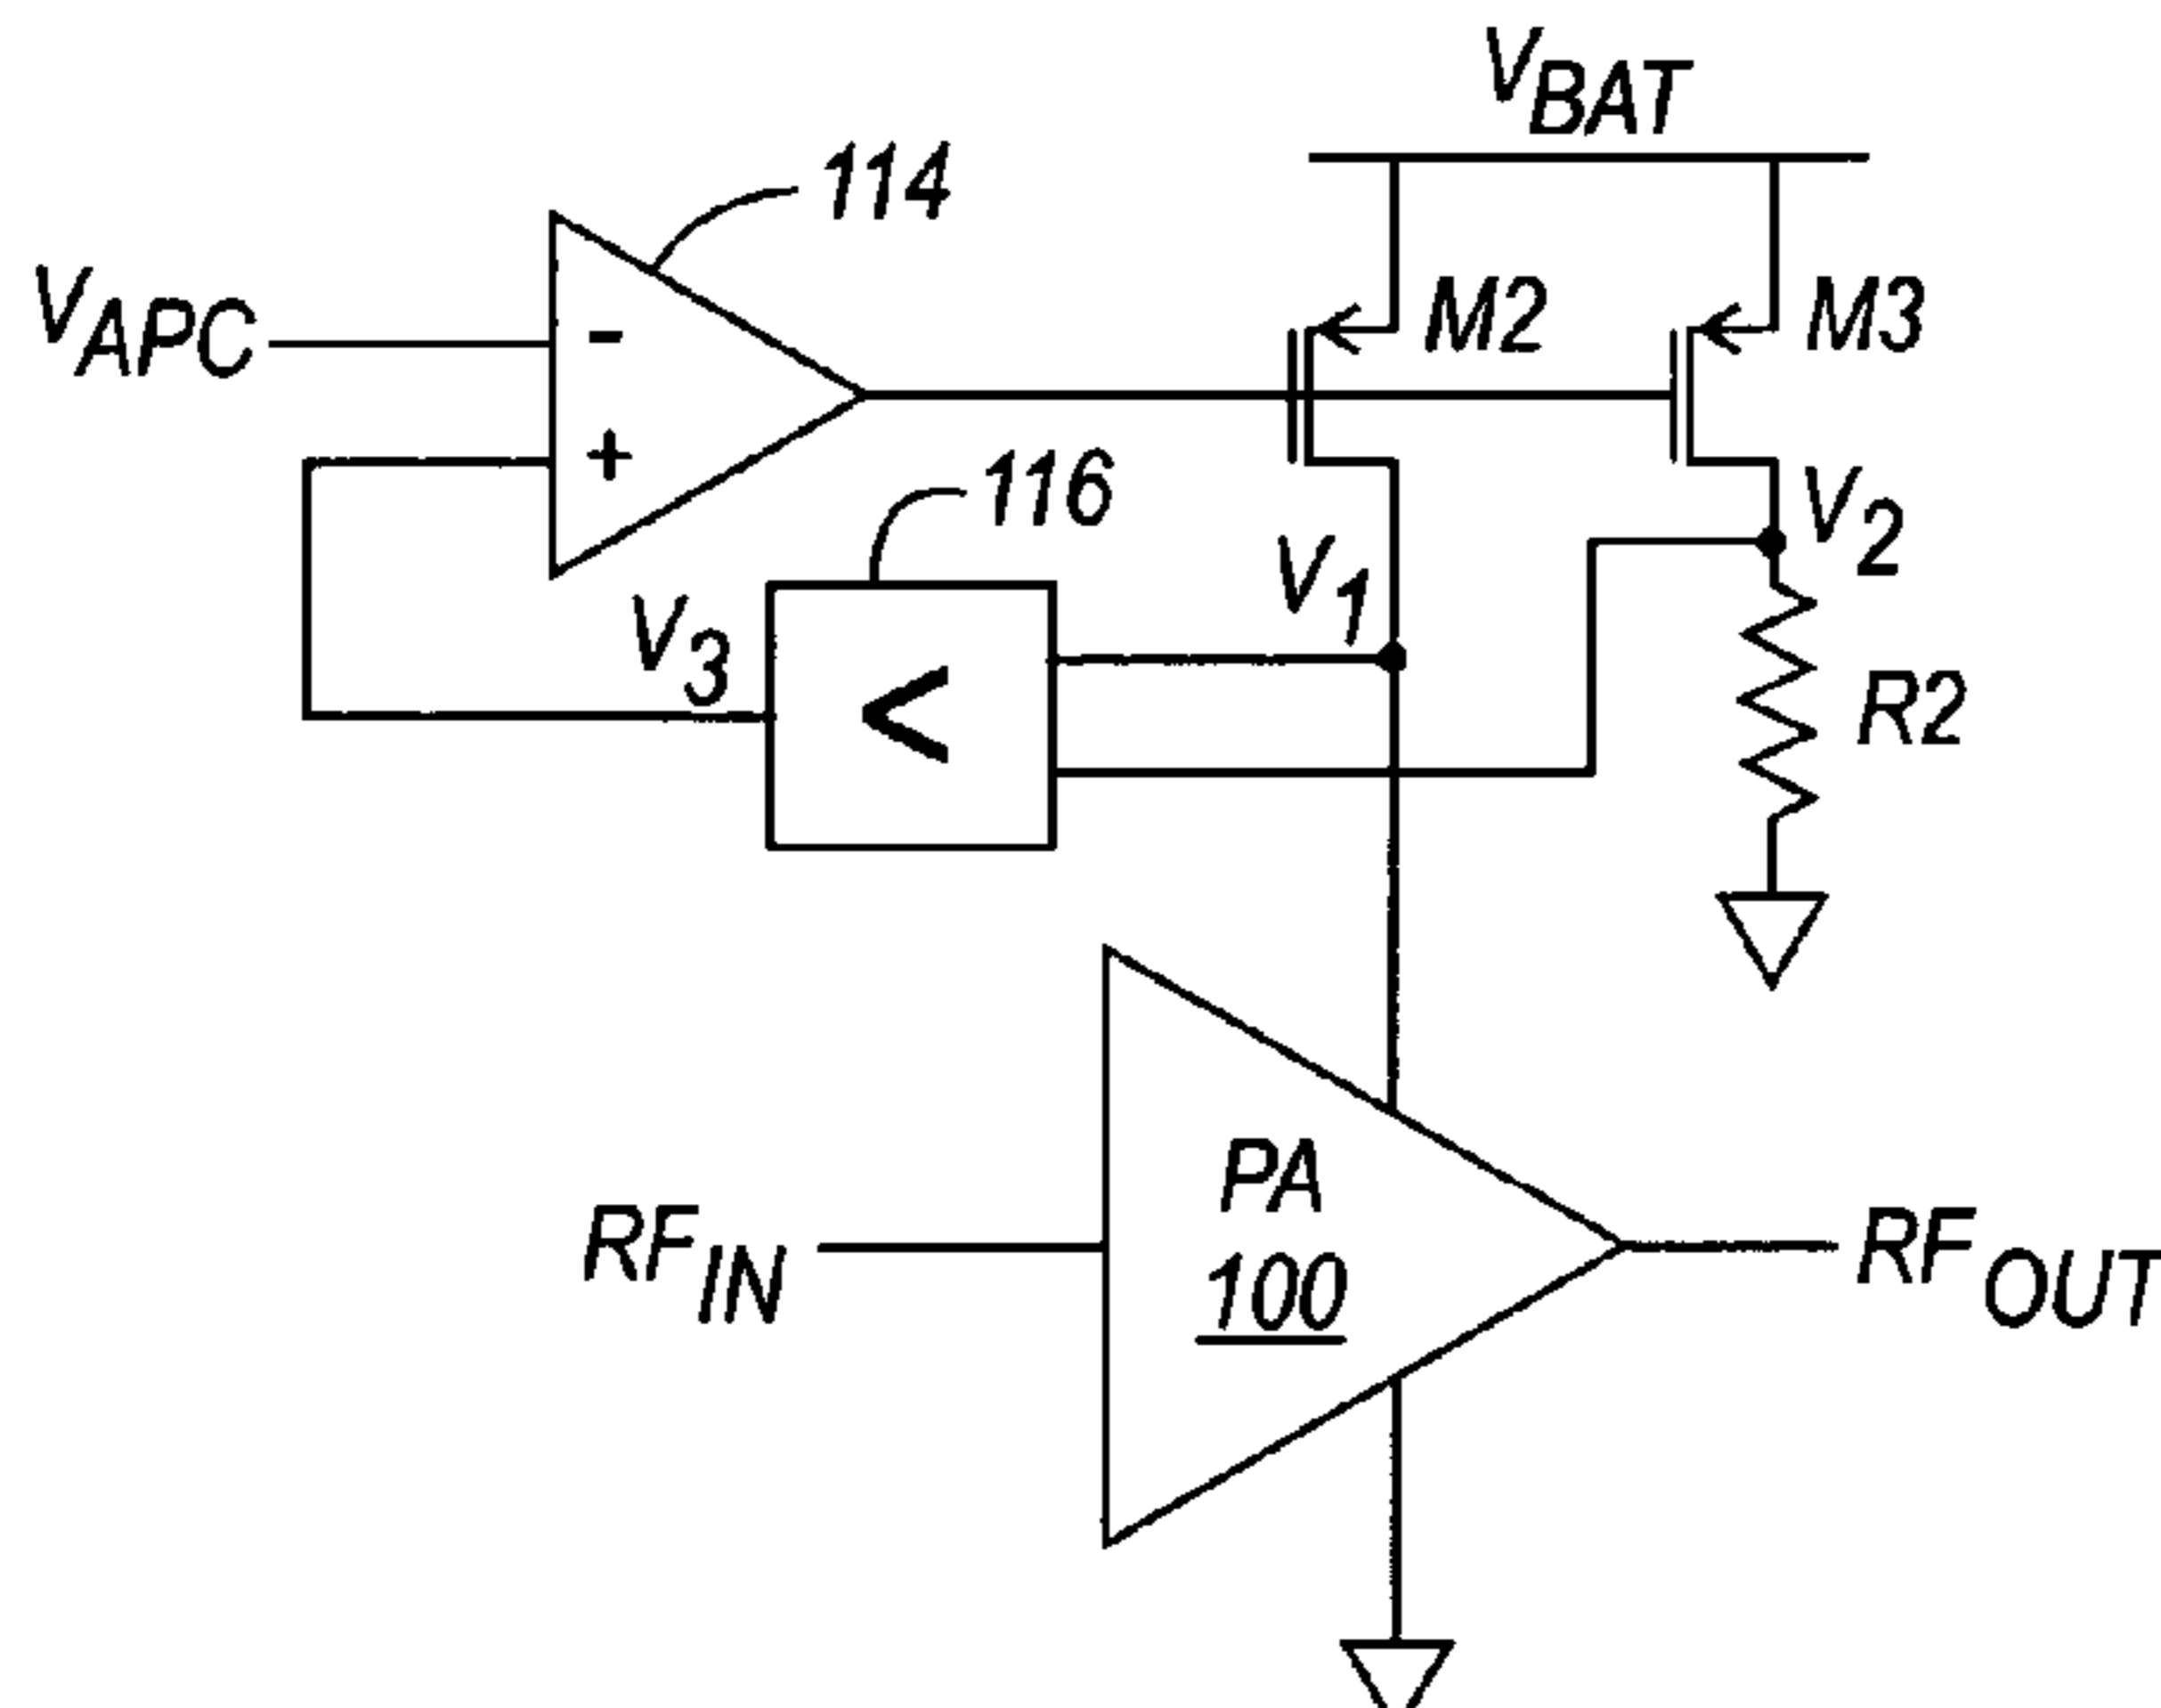 VBAT
114
VAPC
-
M2
M3
+
116
V1
V2
V3
<
R2
PA
100
RFIN
RFOUT